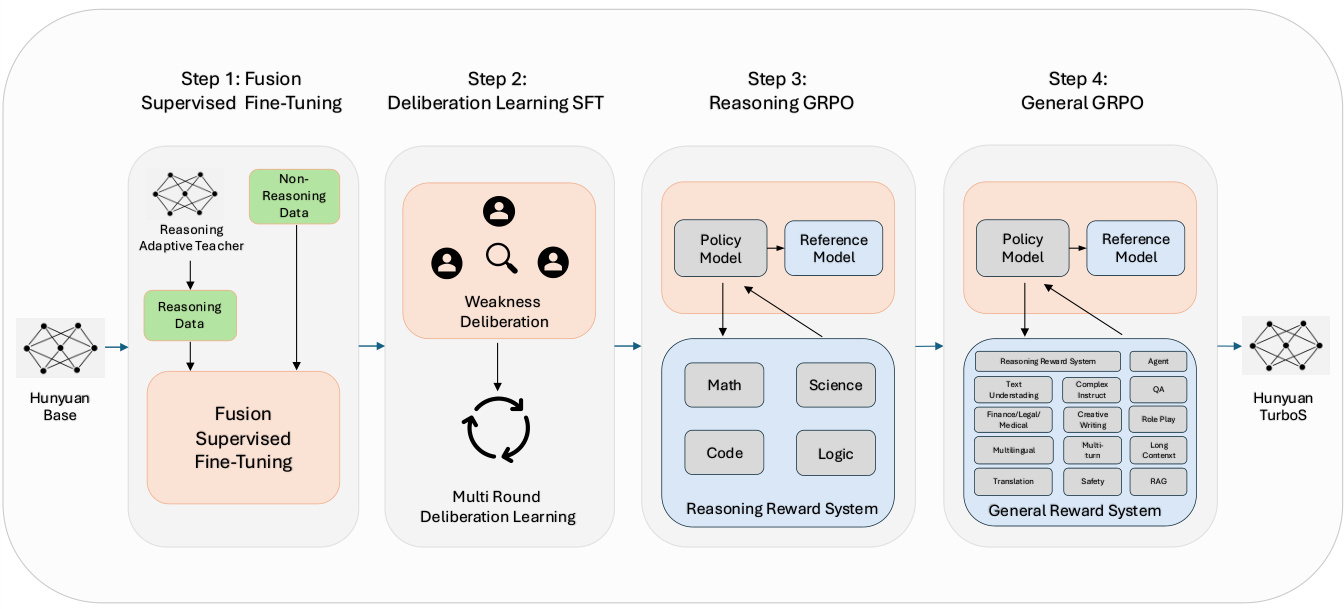 Step 1: Fusion
Supervised Fine-Tuning
Step 2:
Deliberation Learning SFT
Step 3:
Reasoning GRPO
Step 4:
General GRPO
Hunyuan
Base
Reasoning
Adaptive Teacher
Non-
Reasoning
Data
Reasoning
Data
Fusion
Supervised
Fine-Tuning
Weakness
Deliberation
Multi Round
Deliberation Learning
Policy
Model
Reference
Model
Math
Science
Code
Logic
Reasoning Reward System
Policy
Model
Reference
Model
Reasoning Reward System
Agent
Text
Understading
Complex
Instruct
QA
Finance/Legal/
Medical
Creative
Writing
Role Play
Multilingual
Multi-
turn
Long
Contenxt
Translation
Safety
RAG
General Reward System
Hunyuan
TurboS